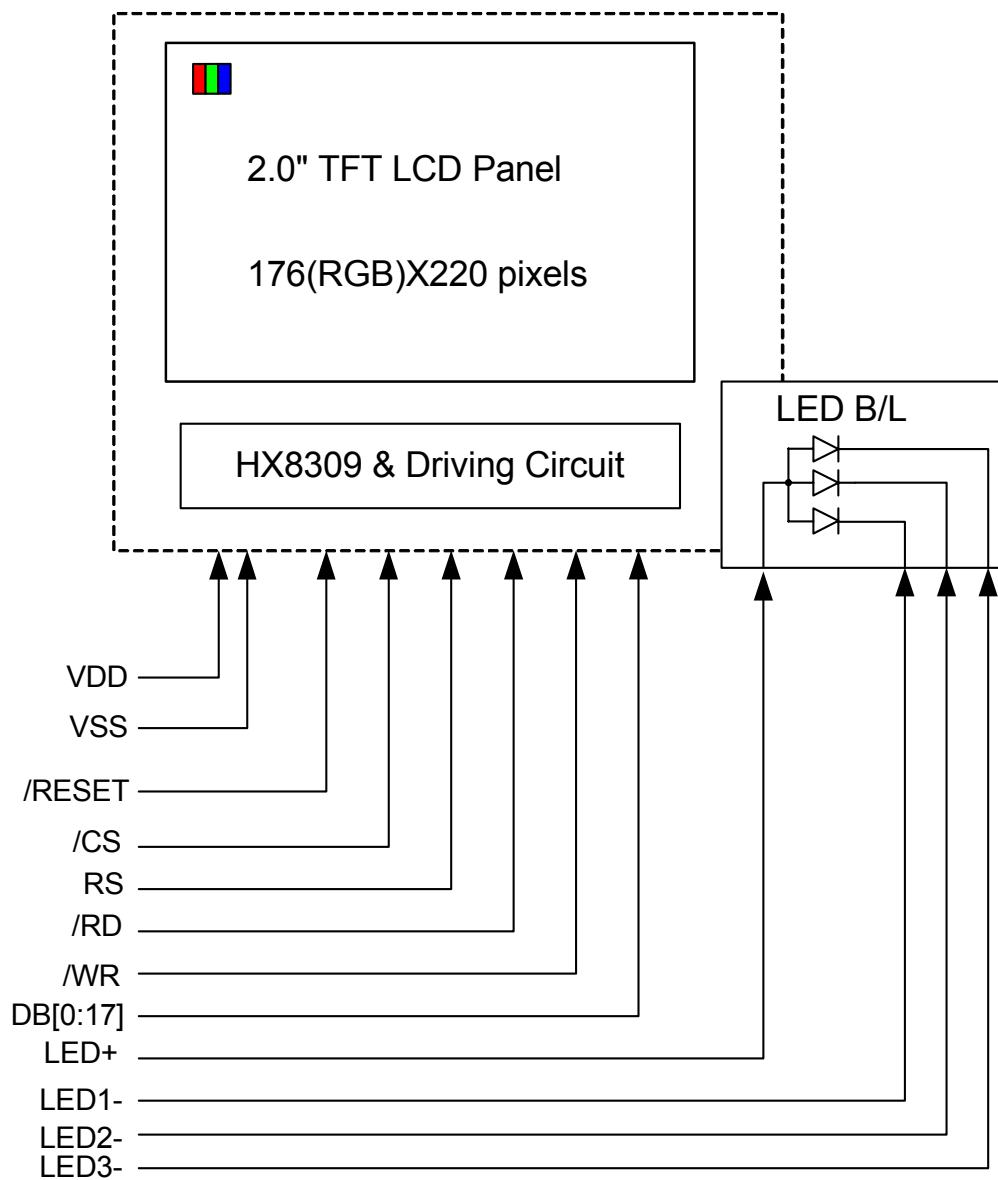 2.0" TFT LCD Panel
176(RGB)X220 pixels
LED B/L
HX8309 & Driving Circuit
VDD
VSS
/RESET
/CS
RS
/RD
/WR
DB[0:17]
LED+
LED1-
LED2-
LED3-